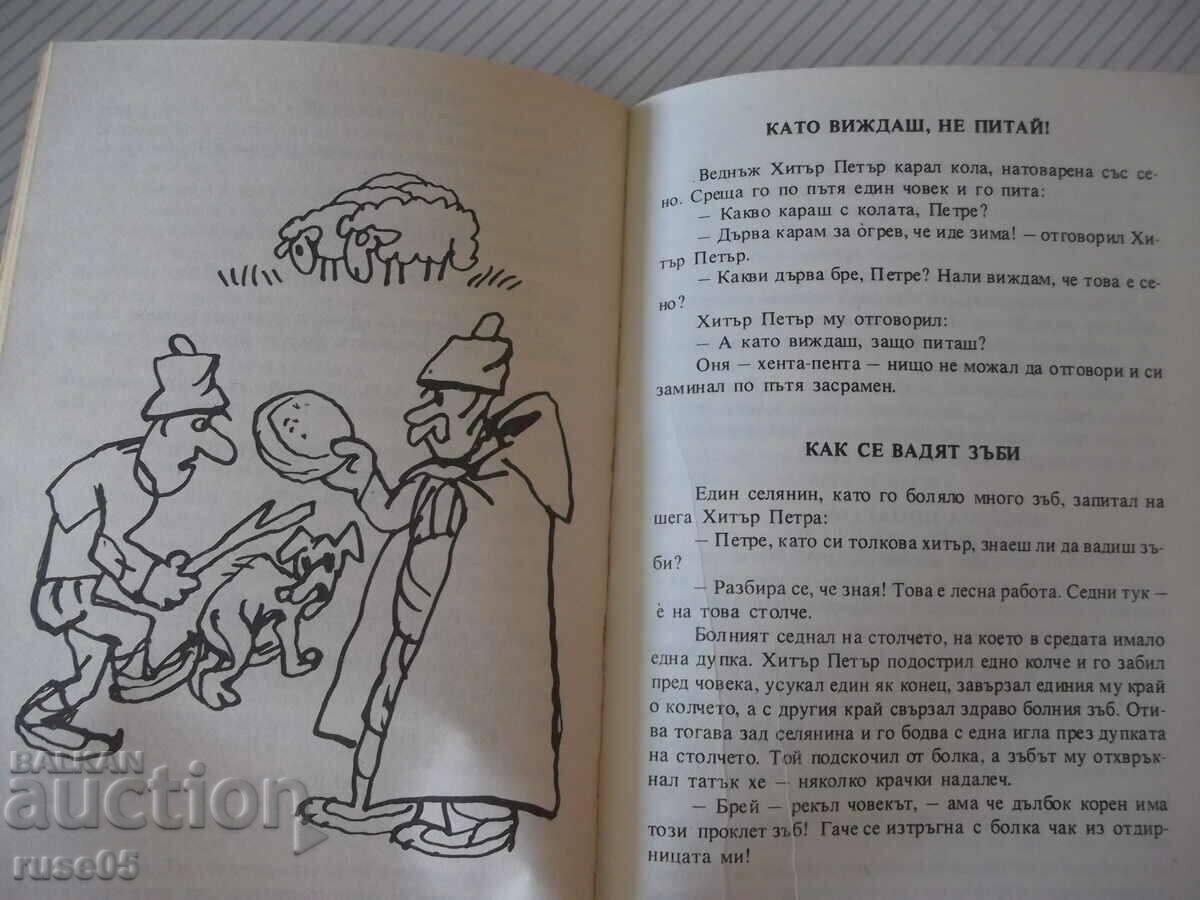 КАТО ВИЖДАШ, НЕ ПИТАЙ!
Веднъж Хитър Петър карал кола, натоварена със се-
но. Среща го по пътя един човек и го пита:
— Какво караш с колата, Петре?
— Дърва карам за о̀грев, че иде зима! — отговорил Хи-
тър Петър.
— Какви дърва бре, Петре? Нали виждам, че това е се-
но?
Хитър Петър му отговорил:
— А като виждаш, защо питаш?
Оня — хента-пента — нищо не можал да отговори и си
заминал по пътя засрамен.
КАК СЕ ВАДЯТ ЗЪБИ
Един селянин, като го боляло много зъб, запитал на
шега Хитър Петра:
— Петре, като си толкова хитър, знаеш ли да вадиш зъ-
би?
— Разбира се, че зная! Това е лесна работа. Седни тук —
ѐ на това столче.
Болният седнал на столчето, на което в средата имало
една дупка. Хитър Петър подострил едно колче и го забил
пред човека, усукал един як конец, завързал единия му край
о колчето, а с другия край свързал здраво болния зъб. Оти-
ва тогава зад селянина и го бодва с една игла през дупката
на столчето. Той подскочил от болка, а зъбът му отхврък-
нал татък хе — няколко крачки надалеч.
— Брей — рекъл човекът, — ама че дълбок корен има
този проклет зъб! Гаче се изтръгна с болка чак из отдир-
ницата ми!
BALKAN
auction
ruse05